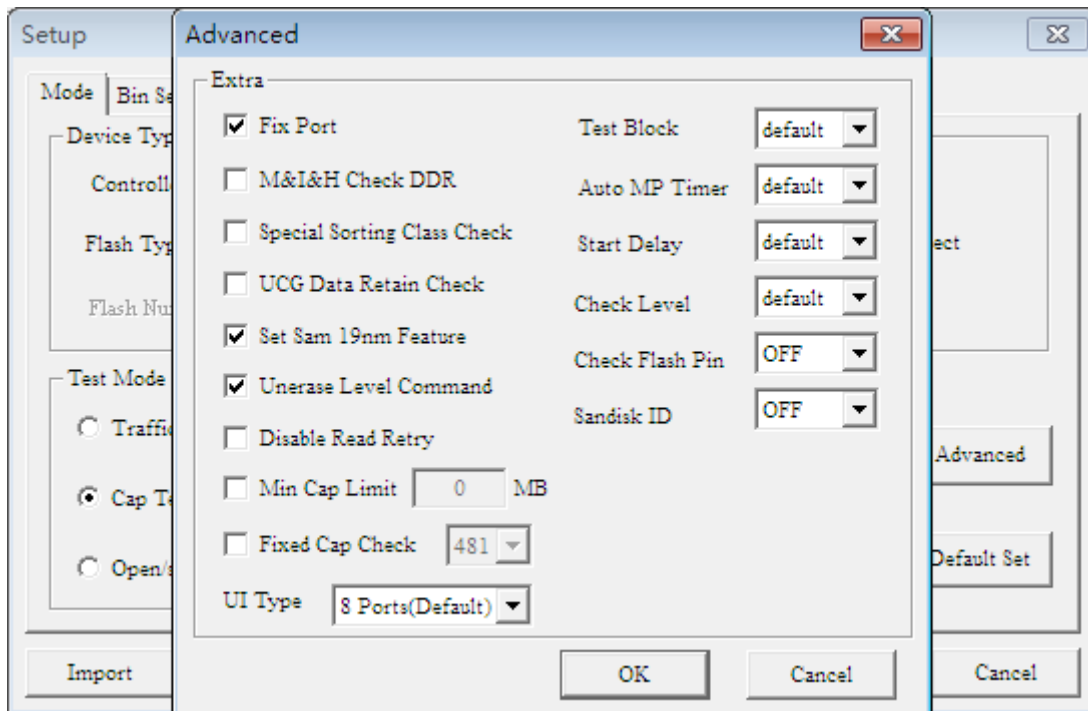 Setup
Advanced
Mode
Bin Se
Device Typ
Controlle
Flash Typ
Flash Nu
ect
Test Mode
Traffic
Cap Te
Open/s
Advanced
Default Set
Import
Cancel
Extra
Fix Port
M&I&H Check DDR
Special Sorting Class Check
UCG Data Retain Check
Set Sam 19nm Feature
Unerase Level Command
Disable Read Retry
Min Cap Limit 0 MB
Fixed Cap Check 481
UI Type 8 Ports(Default)
Test Block default
Auto MP Timer default
Start Delay default
Check Level default
Check Flash Pin OFF
Sandisk ID OFF
OK
Cancel